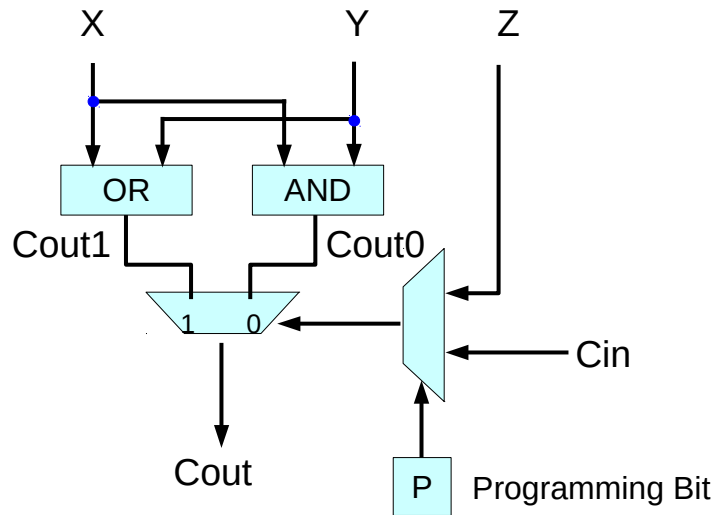 X Y Z
OR AND
Cout1 Cout0
1 0
Cin
Cout
P Programming Bit